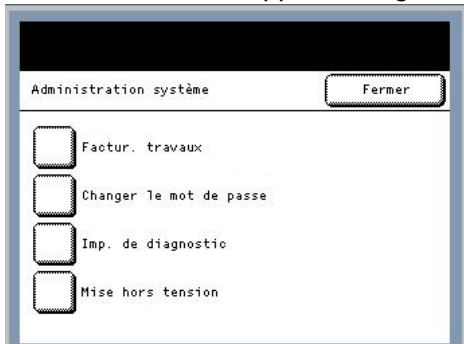 Administration système
Fermer
Factur. travaux
Changer le mot de passe
Imp. de diagnostic
Mise hors tension